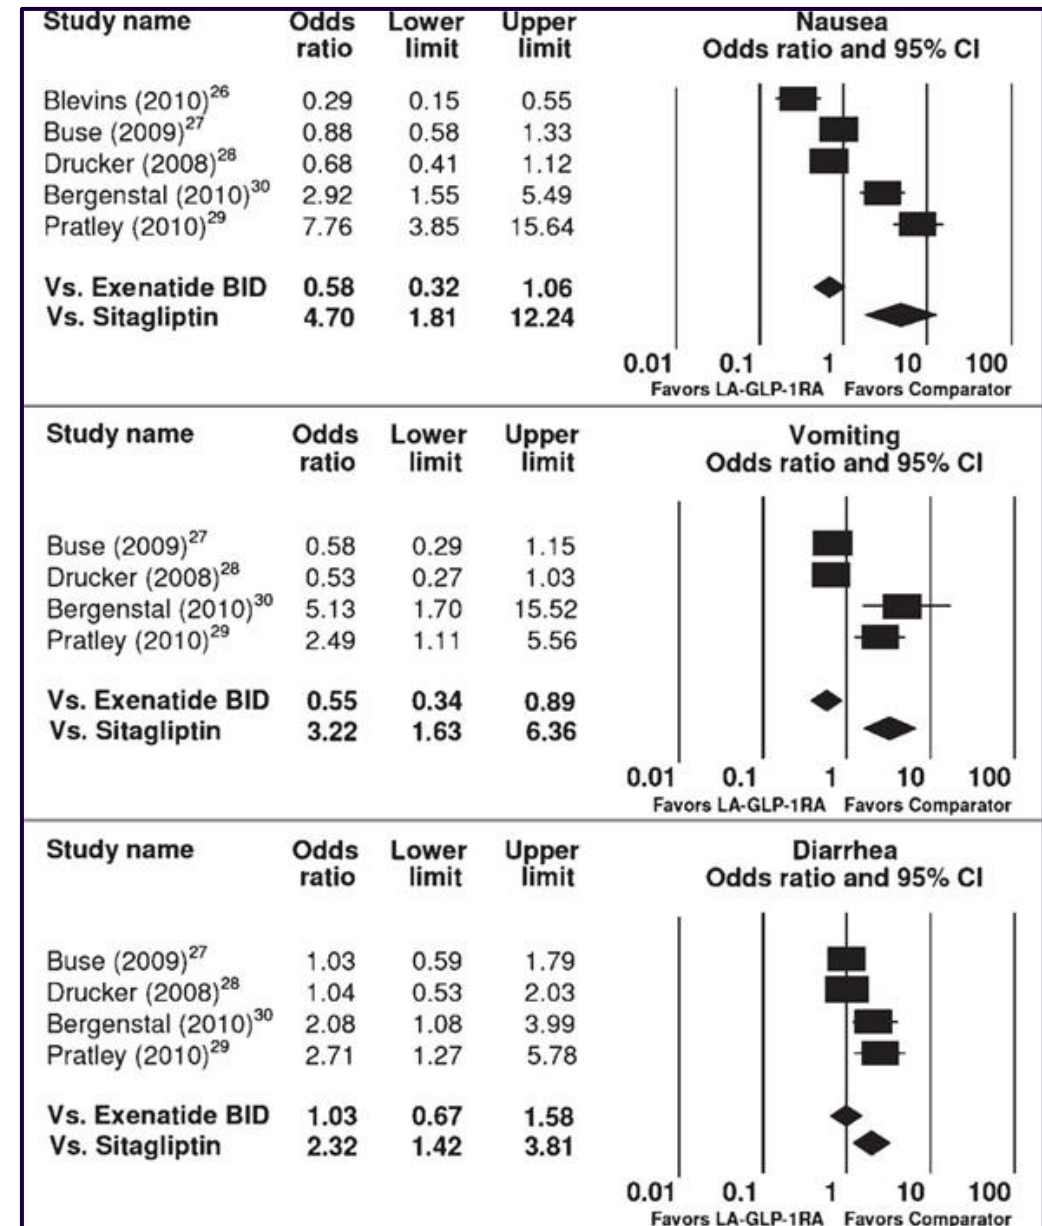 Study name Odds Lower Upper Nausea
ratio limit limit Odds ratio and 95% CI
Blevins (2010)26 0.29 0.15 0.55
Buse (2009)27 0.88 0.58 1.33
Drucker (2008)28 0.68 0.41 1.12
Bergenstal (2010)30 2.92 1.55 5.49
Pratley (2010)29 7.76 3.85 15.64
Vs. Exenatide BID 0.58 0.32 1.06
Vs. Sitagliptin 4.70 1.81 12.24
0.01 0.1 1 10 100
Favors LA-GLP-1RA Favors Comparator
Study name Odds Lower Upper Vomiting
ratio limit limit Odds ratio and 95% CI
Buse (2009)27 0.58 0.29 1.15
Drucker (2008)28 0.53 0.27 1.03
Bergenstal (2010)30 5.13 1.70 15.52
Pratley (2010)29 2.49 1.11 5.56
Vs. Exenatide BID 0.55 0.34 0.89
Vs. Sitagliptin 3.22 1.63 6.36
0.01 0.1 1 10 100
Favors LA-GLP-1RA Favors Comparator
Study name Odds Lower Upper Diarrhea
ratio limit limit Odds ratio and 95% CI
Buse (2009)27 1.03 0.59 1.79
Drucker (2008)28 1.04 0.53 2.03
Bergenstal (2010)30 2.08 1.08 3.99
Pratley (2010)29 2.71 1.27 5.78
Vs. Exenatide BID 1.03 0.67 1.58
Vs. Sitagliptin 2.32 1.42 3.81
0.01 0.1 1 10 100
Favors LA-GLP-1RA Favors Comparator